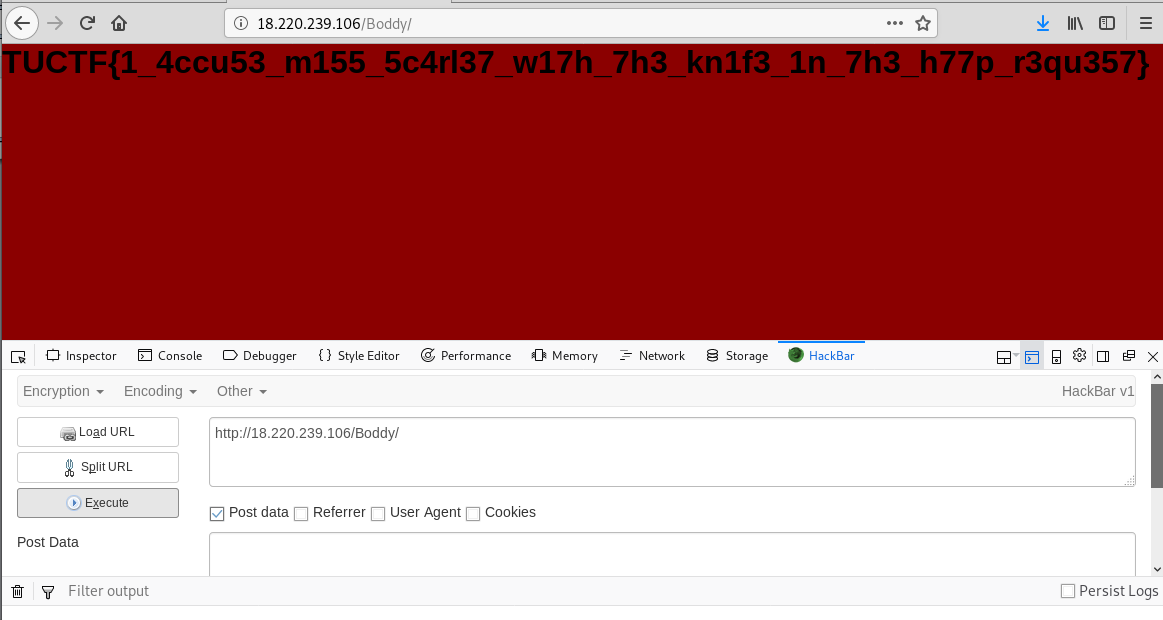 18.220.239.106/Boddy/
TUCTF{1_4ccu53_m155_5c4rl37_w17h_7h3_kn1f3_1n_7h3_h77p_r3qu357}
Inspector Console Debugger {} Style Editor Performance Memory Network Storage HackBar
Encryption Encoding Other HackBar v1
Load URL http://18.220.239.106/Boddy/
Split URL
Execute
Post data Referrer User Agent Cookies
Post Data
Filter output Persist Logs